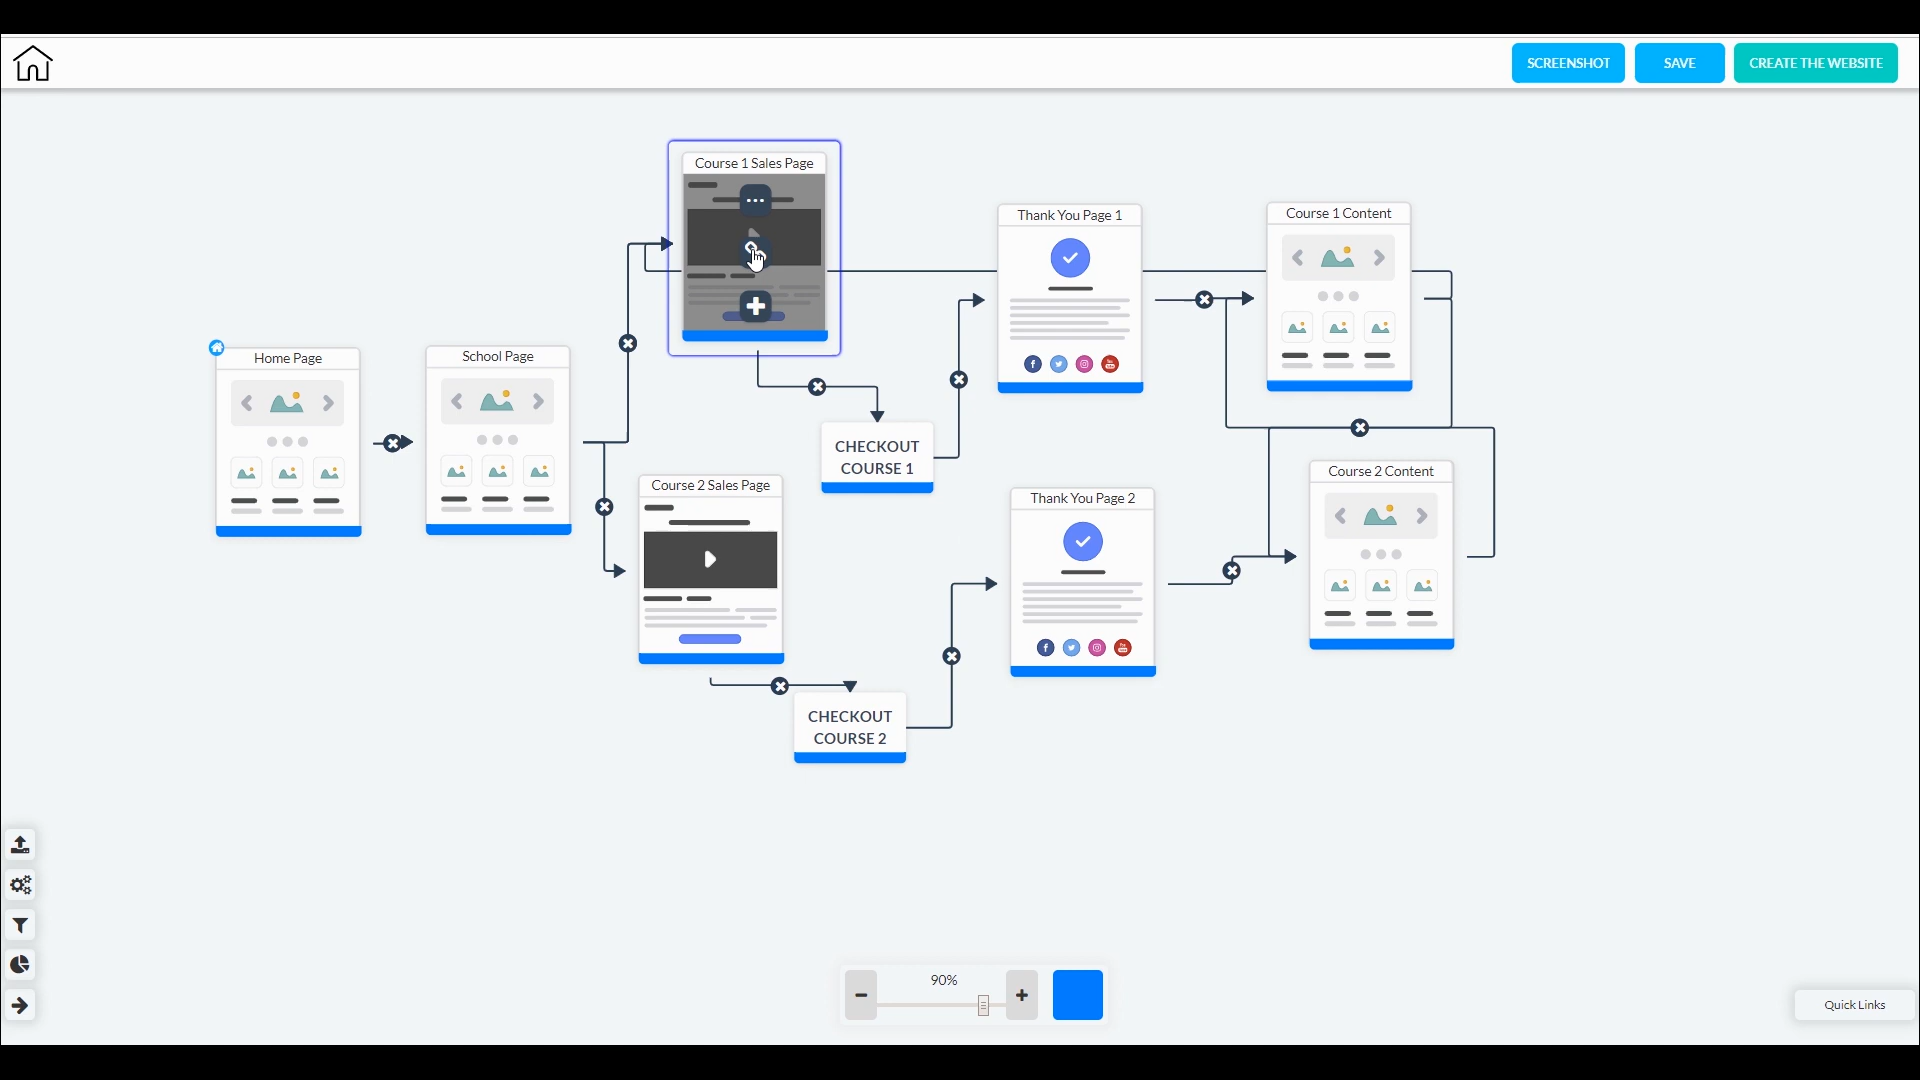 SCREENSHOT
SAVE
CREATE THE WEBSITE
Course 1 Sales Page
Thank You Page 1
Course 1 Content
Home Page
School Page
CHECKOUT
COURSE 1
Course 2 Sales Page
Thank You Page 2
Course 2 Content
CHECKOUT
COURSE 2
90%
Quick Links